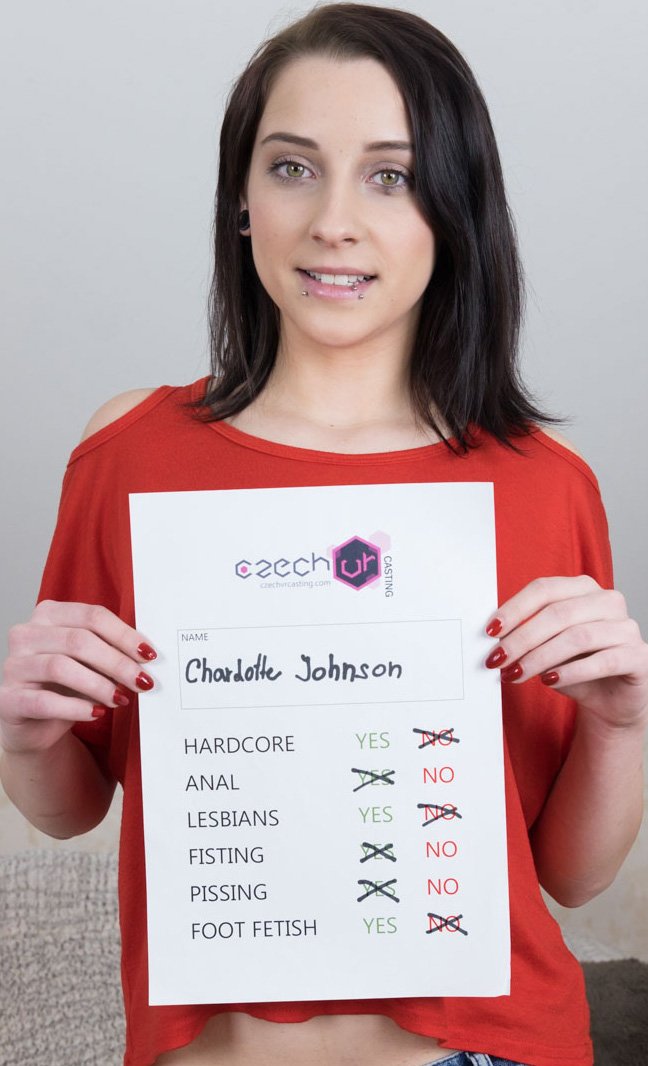 czech vr CASTING
czechvrcasting.com
NAME
Charlotte Johnson
HARDCORE YES NO
ANAL YES NO
LESBIANS YES NO
FISTING YES NO
PISSING YES NO
FOOT FETISH YES NO